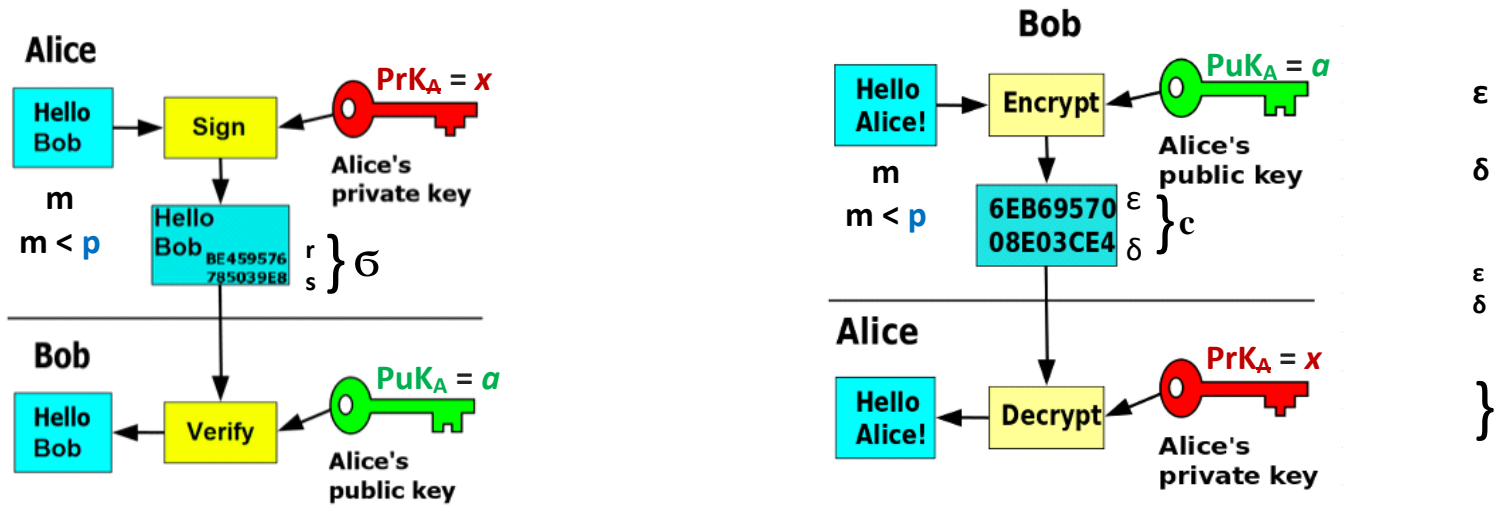 Alice
Hello
Bob
Sign
PrKA = x
Alice's
private key
m
m < p
Hello
Bob
BE459576
785039E8
r
s
} б
Bob
Hello
Bob
Verify
PuKA = a
Alice's
public key
Bob
Hello
Alice!
Encrypt
PuKA = a
Alice's
public key
m
m < p
6EB69570
08E03CE4
ε
δ
} c
Alice
Hello
Alice!
Decrypt
PrKA = x
Alice's
private key
ε
δ
ε
δ
}